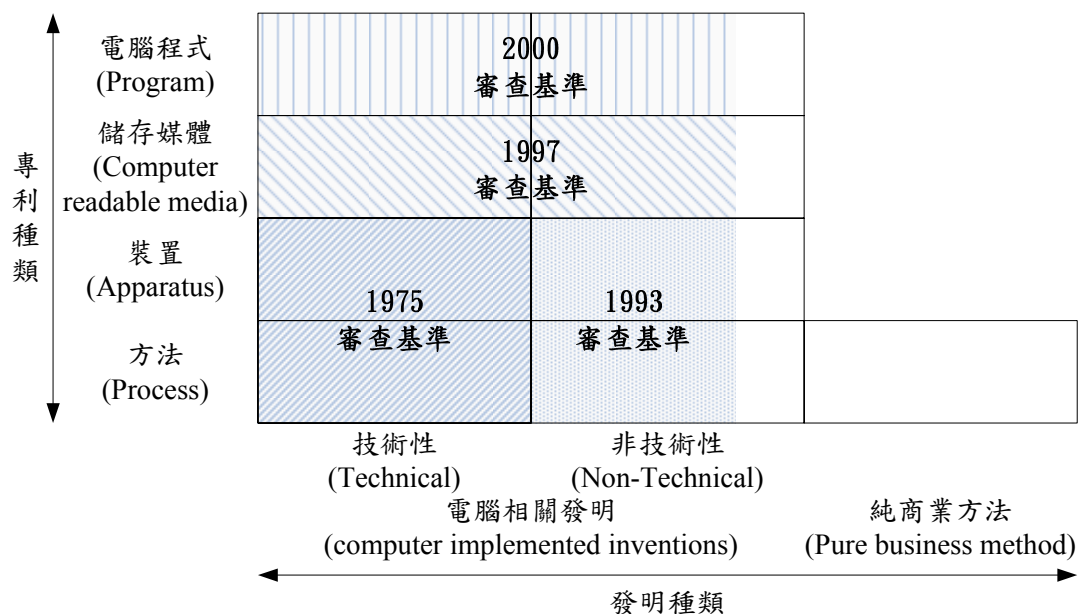 電腦程式
(Program)
2000
審查基準
儲存媒體
(Computer
readable media)
1997
審查基準
專利種類
裝置
(Apparatus)
1975
審查基準
1993
審查基準
方法
(Process)
技術性
(Technical)
非技術性
(Non-Technical)
電腦相關發明
(computer implemented inventions)
純商業方法
(Pure business method)
發明種類